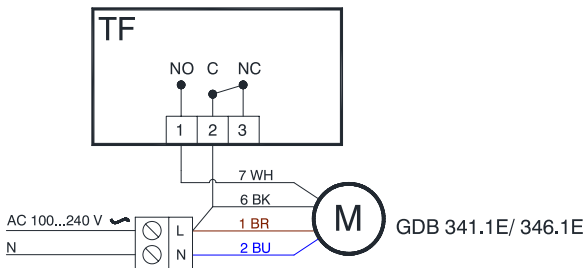 TF
NO C NC
1 2 3
7 WH
6 BK
AC 100...240 V L 1 BR
N N 2 BU
M
GDB 341.1E/ 346.1E